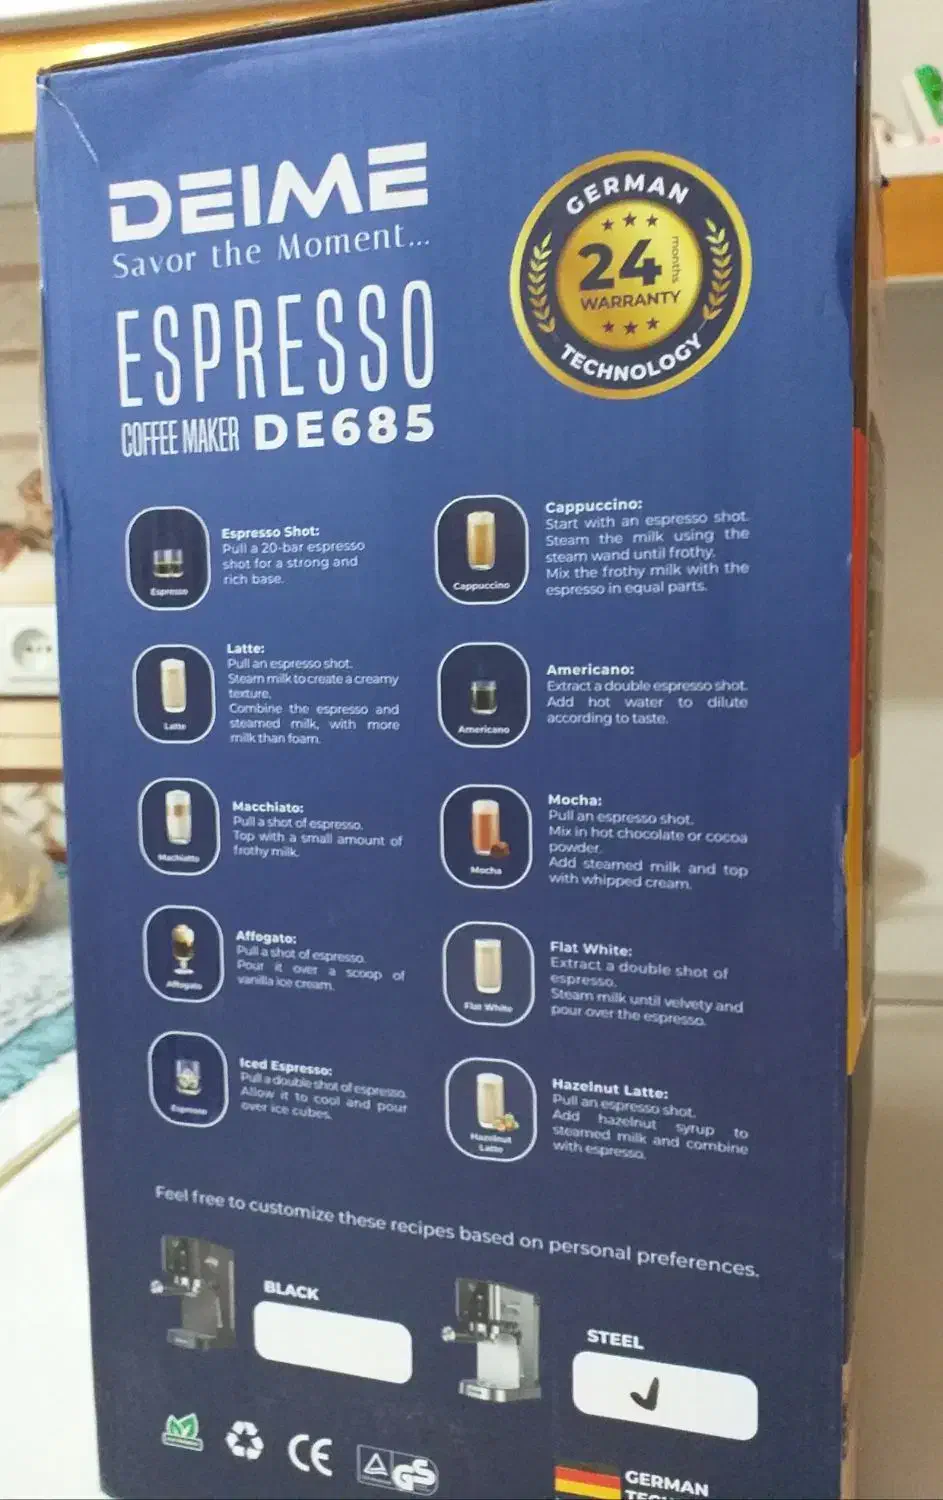 DEIME
Savor the Moment...
ESPRESSO
COFFEE MAKER DE685
GERMAN
24 months
WARRANTY
TECHNOLOGY
Espresso
Espresso Shot:
Pull a 20-bar espresso
shot for a strong and
rich base.
Cappuccino
Cappuccino:
Start with an espresso shot.
Steam the milk using the
steam wand until frothy.
Mix the frothy milk with the
espresso in equal parts.
Latte
Latte:
Pull an espresso shot.
Steam milk to create a creamy
texture.
Combine the espresso and
steamed milk, with more
milk than foam.
Americano
Americano:
Extract a double espresso shot.
Add hot water to dilute
according to taste.
Machiatto
Macchiato:
Pull a shot of espresso.
Top with a small amount of
frothy milk.
Mocha
Mocha:
Pull an espresso shot.
Mix in hot chocolate or cocoa
powder.
Add steamed milk and top
with whipped cream.
Affogato
Affogato:
Pull a shot of espresso.
Pour it over a scoop of
vanilla ice cream.
Flat White
Flat White:
Extract a double shot of
espresso.
Steam milk until velvety and
pour over the espresso.
Espresso
Iced Espresso:
Pull a double shot of espresso.
Allow it to cool and pour
over ice cubes.
Hazelnut
Latte
Hazelnut Latte:
Pull an espresso shot.
Add hazelnut syrup to
steamed milk and combine
with espresso.
Feel free to customize these recipes based on personal preferences.
BLACK
STEEL
CE
GS
GERMAN